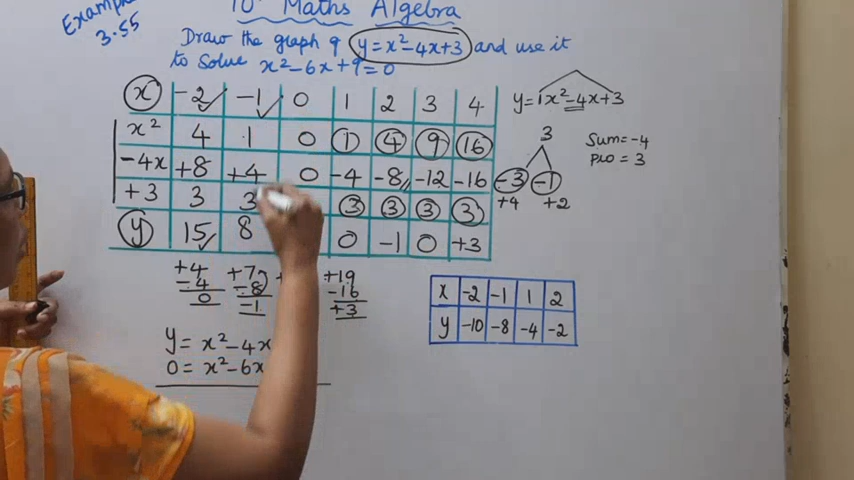 Example
3.55
10 Maths Algebra
Draw the graph of y=x²-4x+3 and use it
to Solve x²-6x+9=0
x -2 -1 0 1 2 3 4
x² 4 1 0 1 4 9 16
-4x +8 +4 0 -4 -8 -12 -16
+3 3 3 3 3 3 3
y 15 8 0 -1 0 +3
y=1x²-4x+3
3
Sum=-4
Pro=3
-3 -1
+4 +2
+4 +7 +19
-4 -8 -16
0 -1 +3
y = x²-4x
0 = x²-6x
x -2 -1 1 2
y -10 -8 -4 -2